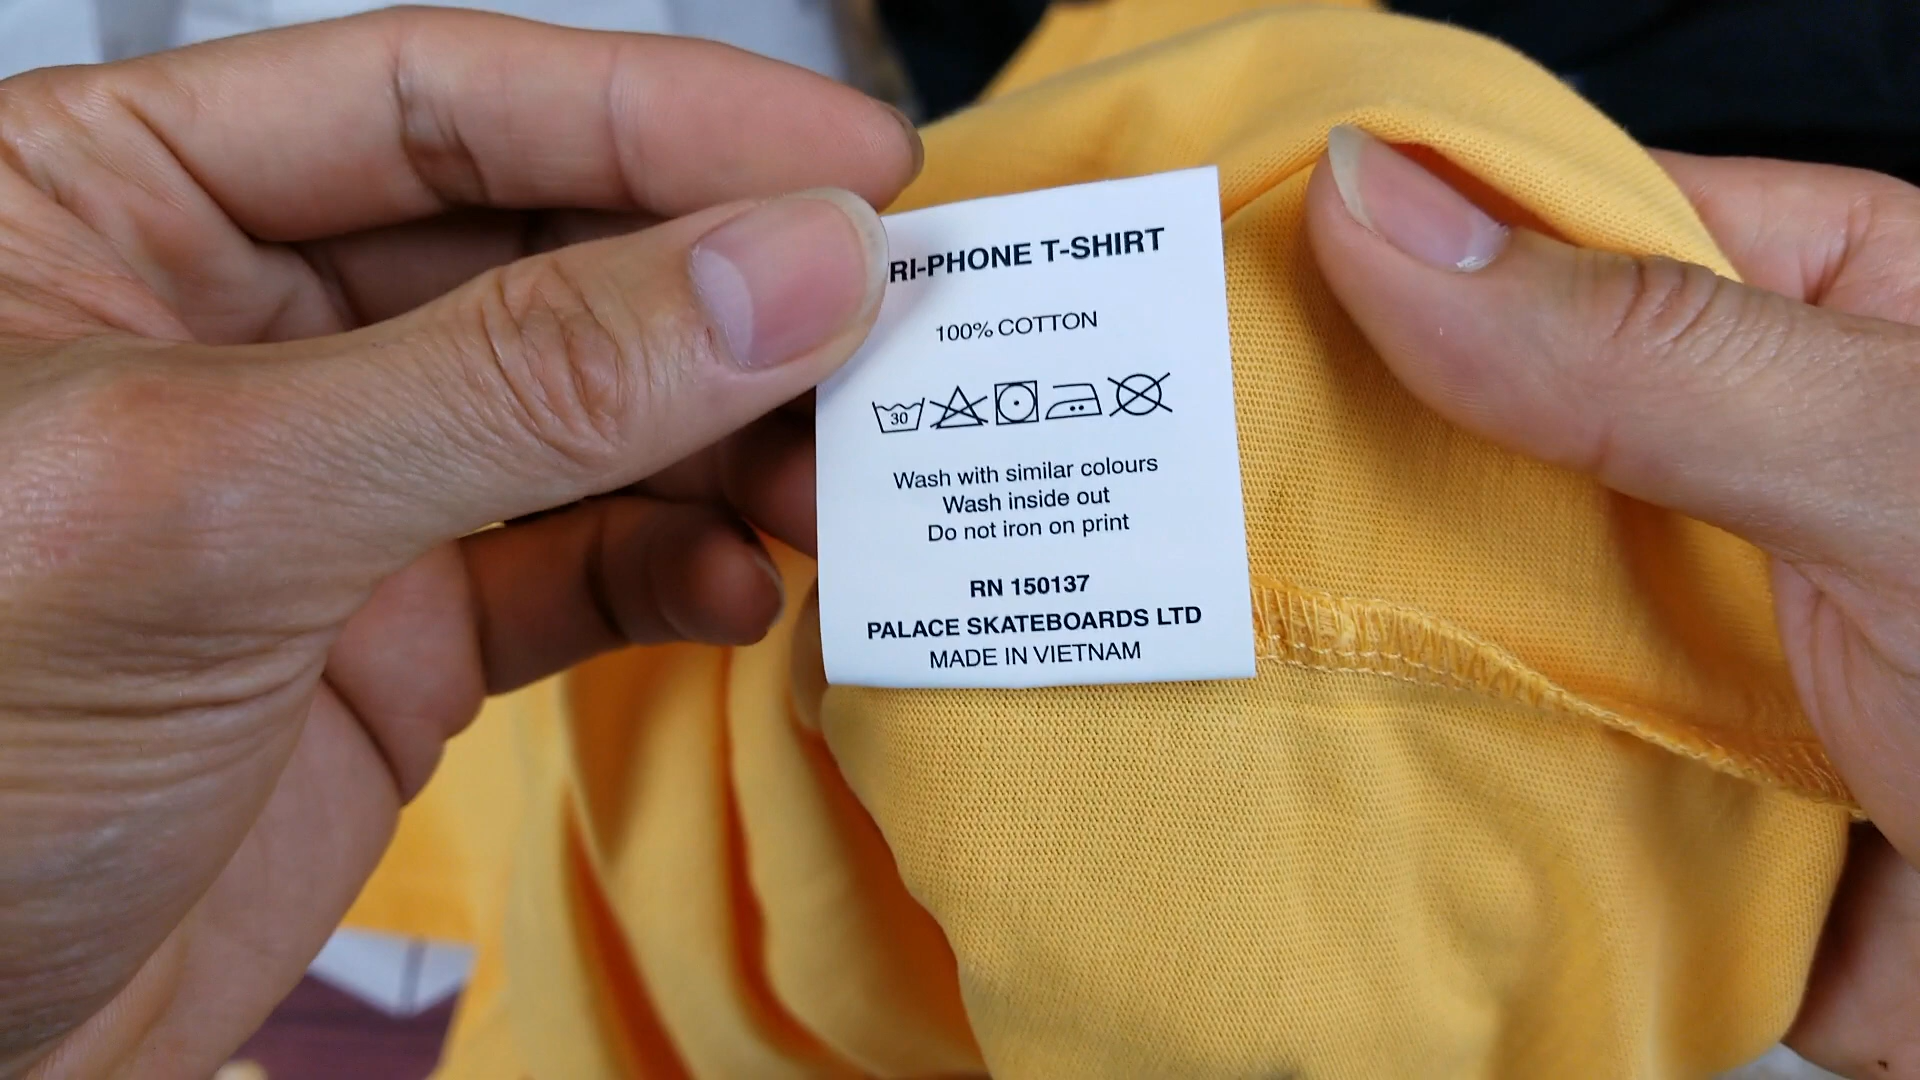 RI-PHONE T-SHIRT
100% COTTON
30
Wash with similar colours
Wash inside out
Do not iron on print
RN 150137
PALACE SKATEBOARDS LTD
MADE IN VIETNAM